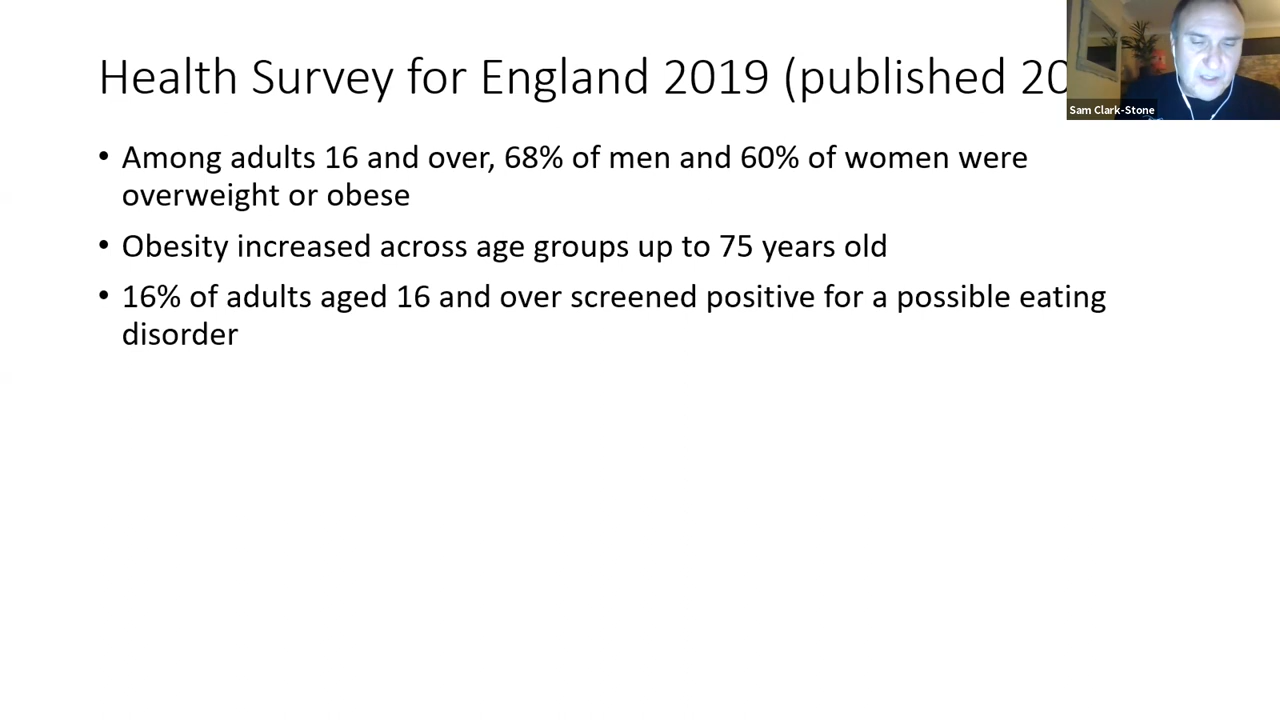 Health Survey for England 2019 (published 20
Sam Clark-Stone
• Among adults 16 and over, 68% of men and 60% of women were
overweight or obese
• Obesity increased across age groups up to 75 years old
• 16% of adults aged 16 and over screened positive for a possible eating
disorder